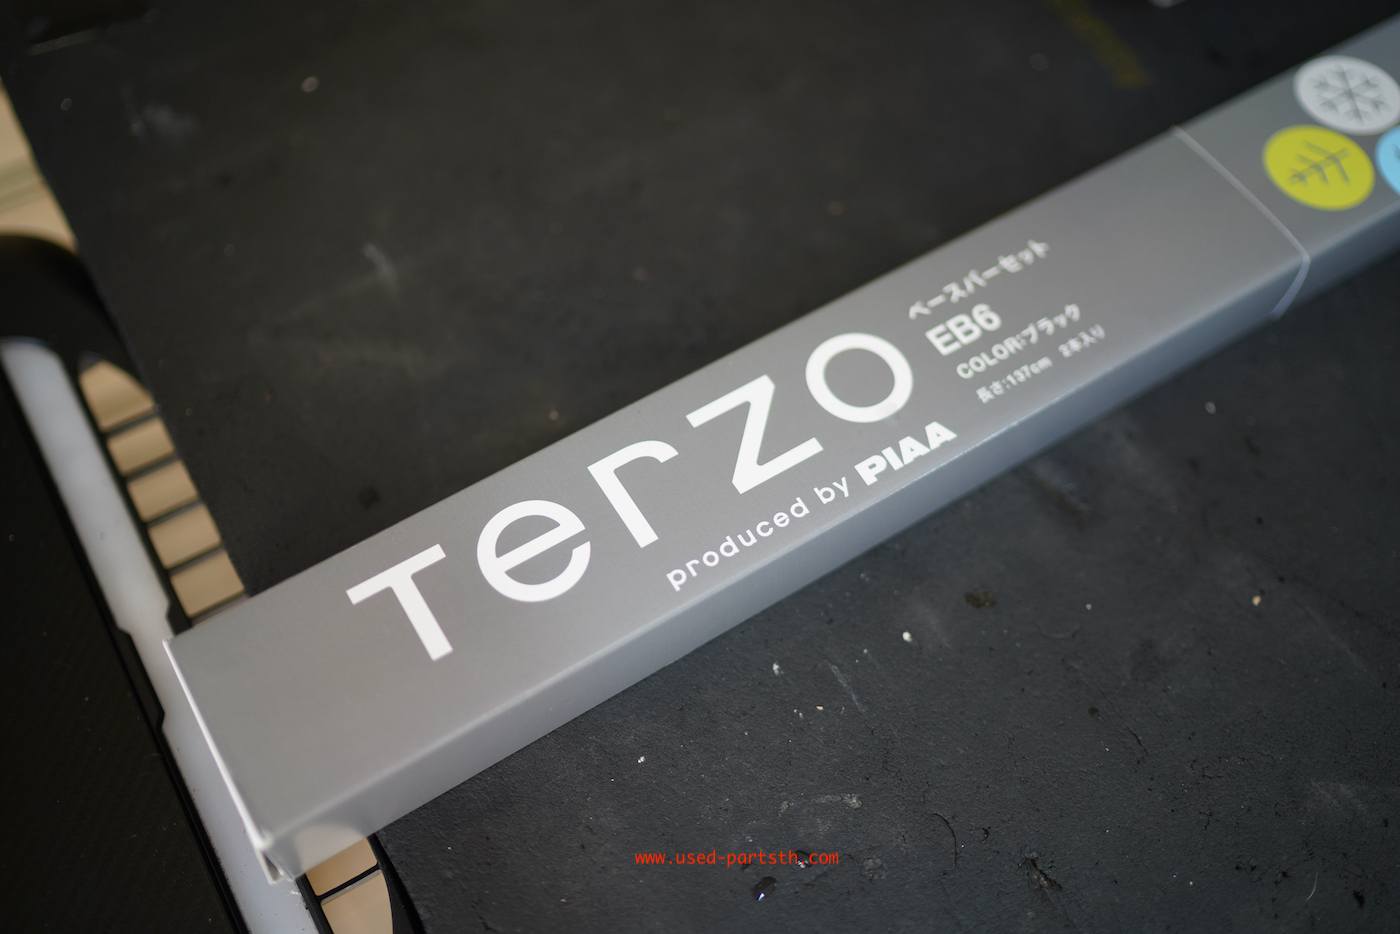 Terzo
produced by PIAA
ベースバーセット
EB6
COLOR:ブラック
長さ:137cm 2本入り
www.used-partsth.com